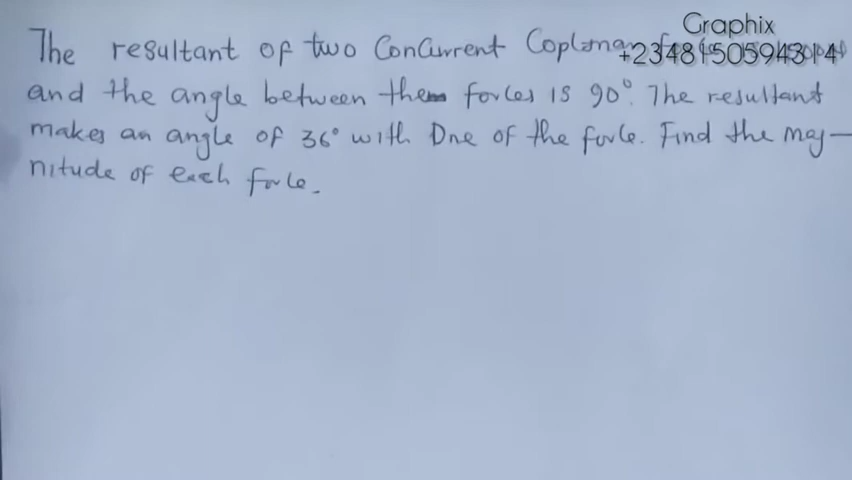 Graphix
+2348150594314
The resultant of two Concurrent Coplanar
and the angle between them forces is 90°. The resultant
makes an angle of 36° with One of the force. Find the mag-
nitude of each force.